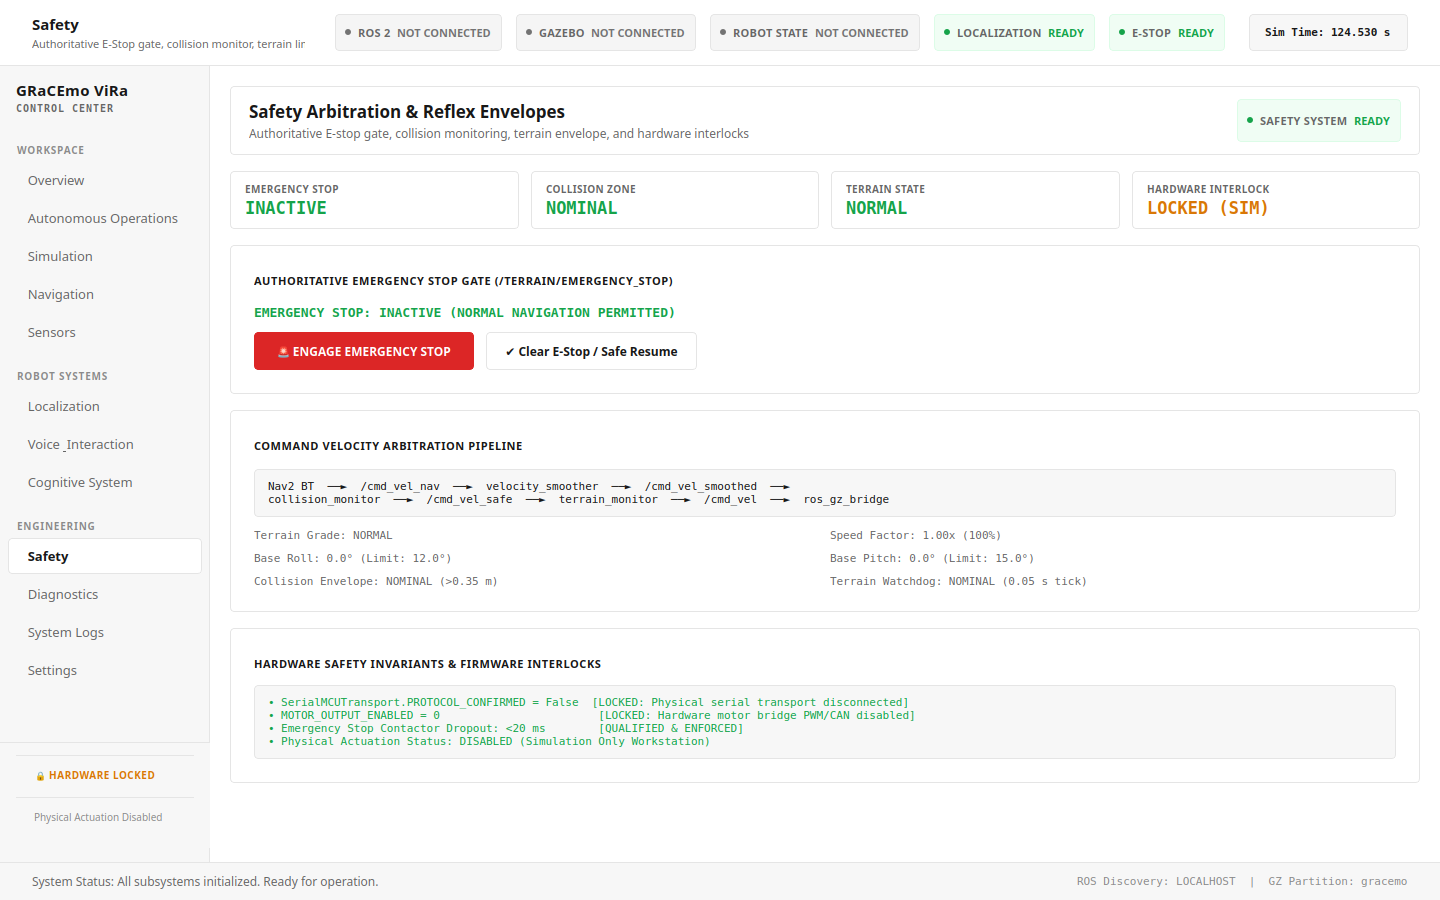 Safety
Authoritative E-Stop gate, collision monitor, terrain lir
ROS 2 NOT CONNECTED
GAZEBO NOT CONNECTED
ROBOT STATE NOT CONNECTED
LOCALIZATION READY
E-STOP READY
Sim Time: 124.530 s
GRaCEmo ViRa
CONTROL CENTER
WORKSPACE
Overview
Autonomous Operations
Simulation
Navigation
Sensors
ROBOT SYSTEMS
Localization
Voice _Interaction
Cognitive System
ENGINEERING
Safety
Diagnostics
System Logs
Settings
🔒 HARDWARE LOCKED
Physical Actuation Disabled
Safety Arbitration & Reflex Envelopes
Authoritative E-stop gate, collision monitoring, terrain envelope, and hardware interlocks
SAFETY SYSTEM READY
EMERGENCY STOP
INACTIVE
COLLISION ZONE
NOMINAL
TERRAIN STATE
NORMAL
HARDWARE INTERLOCK
LOCKED (SIM)
AUTHORITATIVE EMERGENCY STOP GATE (/TERRAIN/EMERGENCY_STOP)
EMERGENCY STOP: INACTIVE (NORMAL NAVIGATION PERMITTED)
🚨 ENGAGE EMERGENCY STOP
✔ Clear E-Stop / Safe Resume
COMMAND VELOCITY ARBITRATION PIPELINE
Nav2 BT ──► /cmd_vel_nav ──► velocity_smoother ──► /cmd_vel_smoothed ──►
collision_monitor ──► /cmd_vel_safe ──► terrain_monitor ──► /cmd_vel ──► ros_gz_bridge
Terrain Grade: NORMAL
Speed Factor: 1.00x (100%)
Base Roll: 0.0° (Limit: 12.0°)
Base Pitch: 0.0° (Limit: 15.0°)
Collision Envelope: NOMINAL (>0.35 m)
Terrain Watchdog: NOMINAL (0.05 s tick)
HARDWARE SAFETY INVARIANTS & FIRMWARE INTERLOCKS
• SerialMCUTransport.PROTOCOL_CONFIRMED = False [LOCKED: Physical serial transport disconnected]
• MOTOR_OUTPUT_ENABLED = 0 [LOCKED: Hardware motor bridge PWM/CAN disabled]
• Emergency Stop Contactor Dropout: <20 ms [QUALIFIED & ENFORCED]
• Physical Actuation Status: DISABLED (Simulation Only Workstation)
System Status: All subsystems initialized. Ready for operation.
ROS Discovery: LOCALHOST | GZ Partition: gracemo